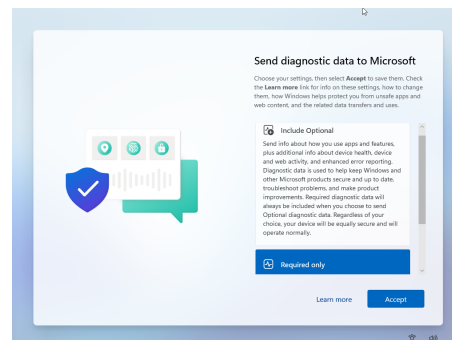 Send diagnostic data to Microsoft
Choose your settings, then select Accept to save them. Check
the Learn more link for info on these settings, how to change
them, how Windows helps protect you from unsafe apps and
web content, and the related data transfers and uses.
Include Optional
Send info about how you use apps and features,
plus additional info about device health, device
and web activity, and enhanced error reporting.
Diagnostic data is used to help keep Windows and
other Microsoft products secure and up to date,
troubleshoot problems, and make product
improvements. Required diagnostic data will
always be included when you choose to send
Optional diagnostic data. Regardless of your
choice, your device will be equally secure and will
operate normally.
Required only
Learn more
Accept